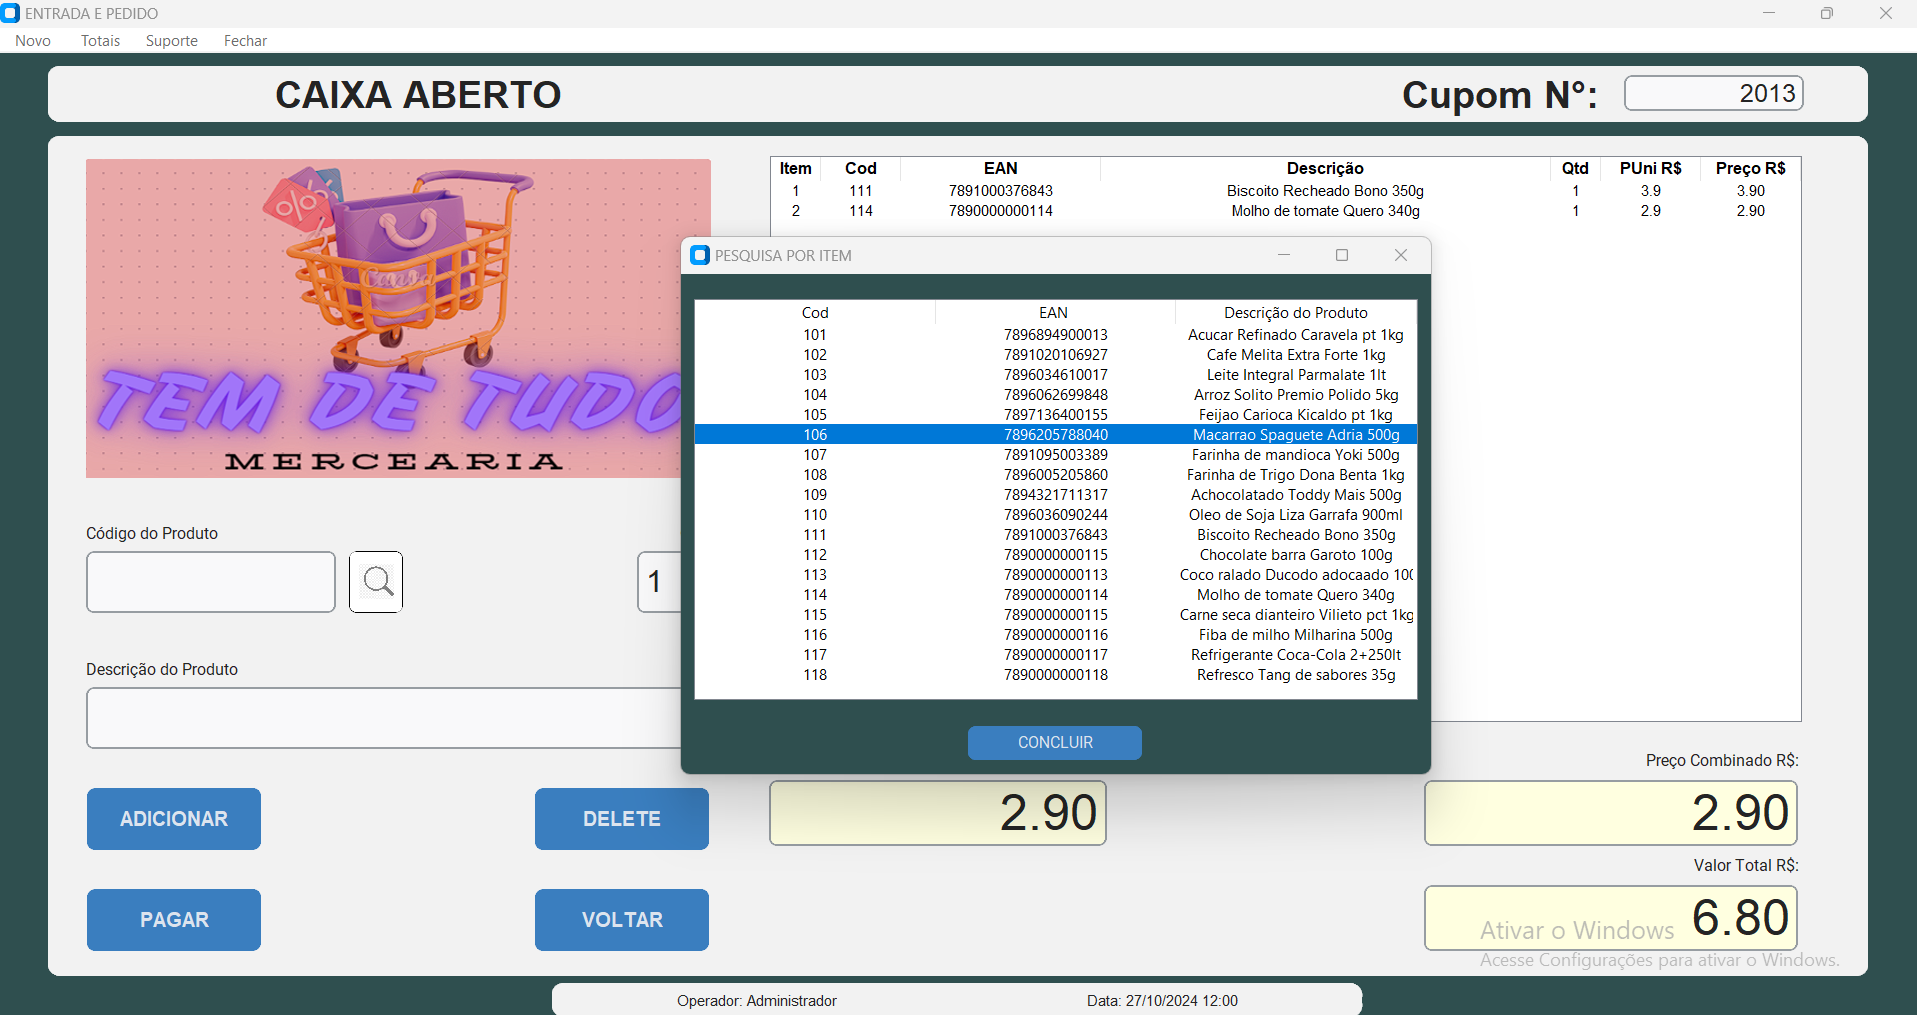 ENTRADA E PEDIDO
Novo Totais Suporte Fechar
CAIXA ABERTO
Cupom N°: 2013
%
Canva
TEM DE TUDO
MERCEARIA
Item Cod EAN Descrição Qtd PUni R$ Preço R$
1 111 7891000376843 Biscoito Recheado Bono 350g 1 3.9 3.90
2 114 7890000000114 Molho de tomate Quero 340g 1 2.9 2.90
PESQUISA POR ITEM
Cod EAN Descrição do Produto
101 7896894900013 Acucar Refinado Caravela pt 1kg
102 7891020106927 Cafe Melita Extra Forte 1kg
103 7896034610017 Leite Integral Parmalate 1lt
104 7896062699848 Arroz Solito Premio Polido 5kg
105 7897136400155 Feijao Carioca Kicaldo pt 1kg
106 7896205788040 Macarrao Spaguete Adria 500g
107 7891095003389 Farinha de mandioca Yoki 500g
108 7896005205860 Farinha de Trigo Dona Benta 1kg
109 7894321711317 Achocolatado Toddy Mais 500g
110 7896036090244 Oleo de Soja Liza Garrafa 900ml
111 7891000376843 Biscoito Recheado Bono 350g
112 7890000000115 Chocolate barra Garoto 100g
113 7890000000113 Coco ralado Ducodo adocaado 100
114 7890000000114 Molho de tomate Quero 340g
115 7890000000115 Carne seca dianteiro Vilieto pct 1kg
116 7890000000116 Fiba de milho Milharina 500g
117 7890000000117 Refrigerante Coca-Cola 2+250lt
118 7890000000118 Refresco Tang de sabores 35g
CONCLUIR
Código do Produto
1
Descrição do Produto
ADICIONAR DELETE
PAGAR VOLTAR
2.90
Preço Combinado R$:
2.90
Valor Total R$:
6.80
Ativar o Windows
Acesse Configurações para ativar o Windows.
Operador: Administrador Data: 27/10/2024 12:00